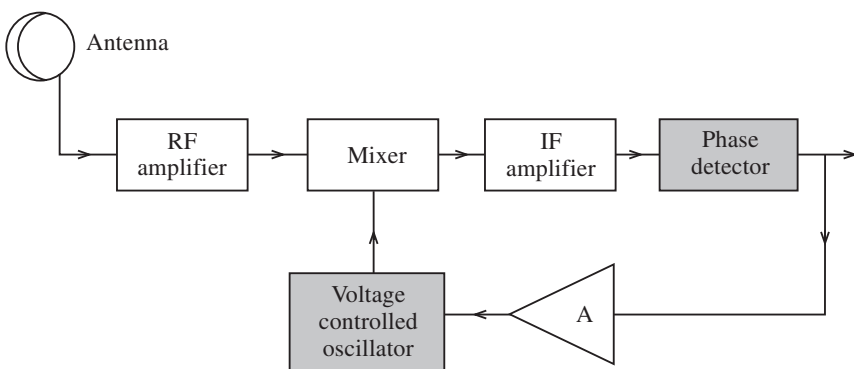 Antenna
RF
amplifier
Mixer
IF
amplifier
Phase
detector
Voltage
controlled
oscillator
A